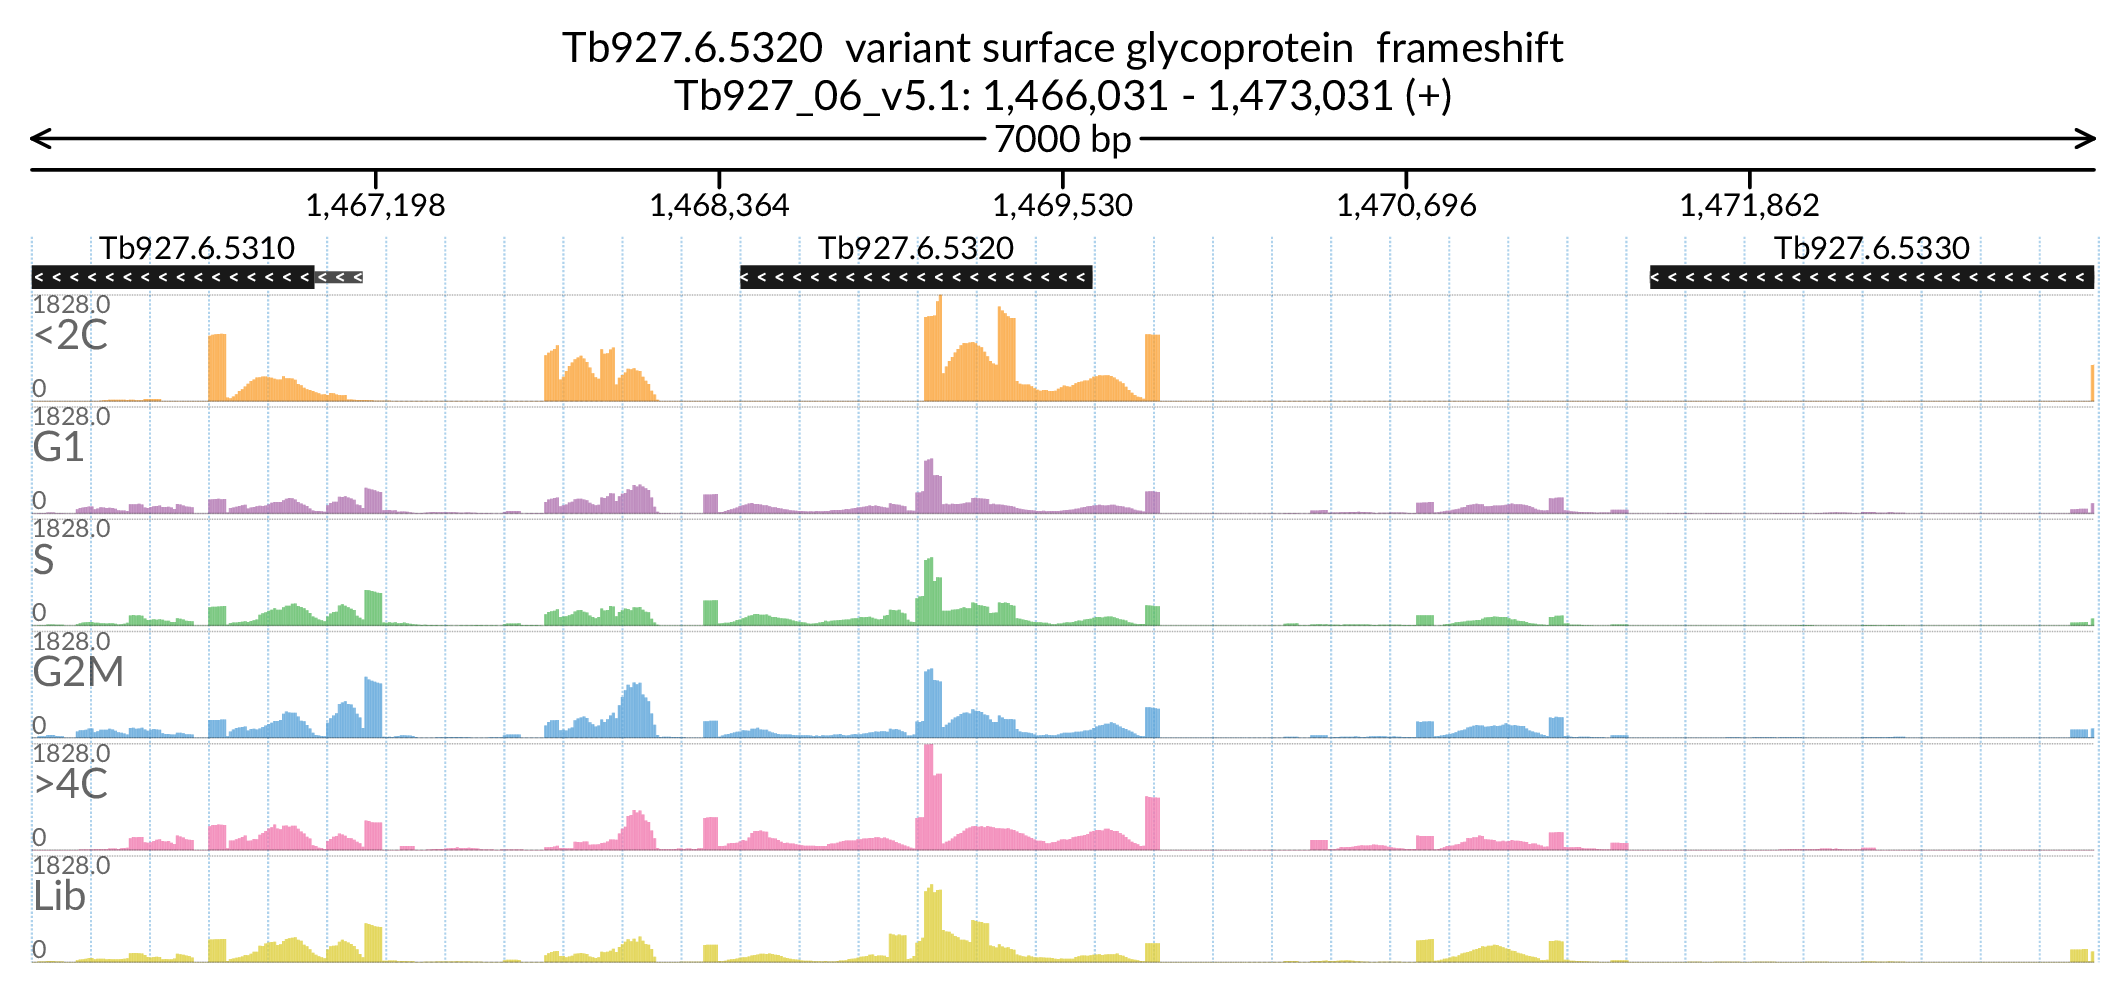 Tb927.6.5320 variant surface glycoprotein frameshift
Tb927_06_v5.1: 1,466,031 - 1,473,031 (+)
7000 bp
1,467,198 1,468,364 1,469,530 1,470,696 1,471,862
Tb927.6.5310 Tb927.6.5320 Tb927.6.5330
1828.0
<2C
0
1828.0
G1
0
1828.0
S
0
1828.0
G2M
0
1828.0
>4C
0
1828.0
Lib
0